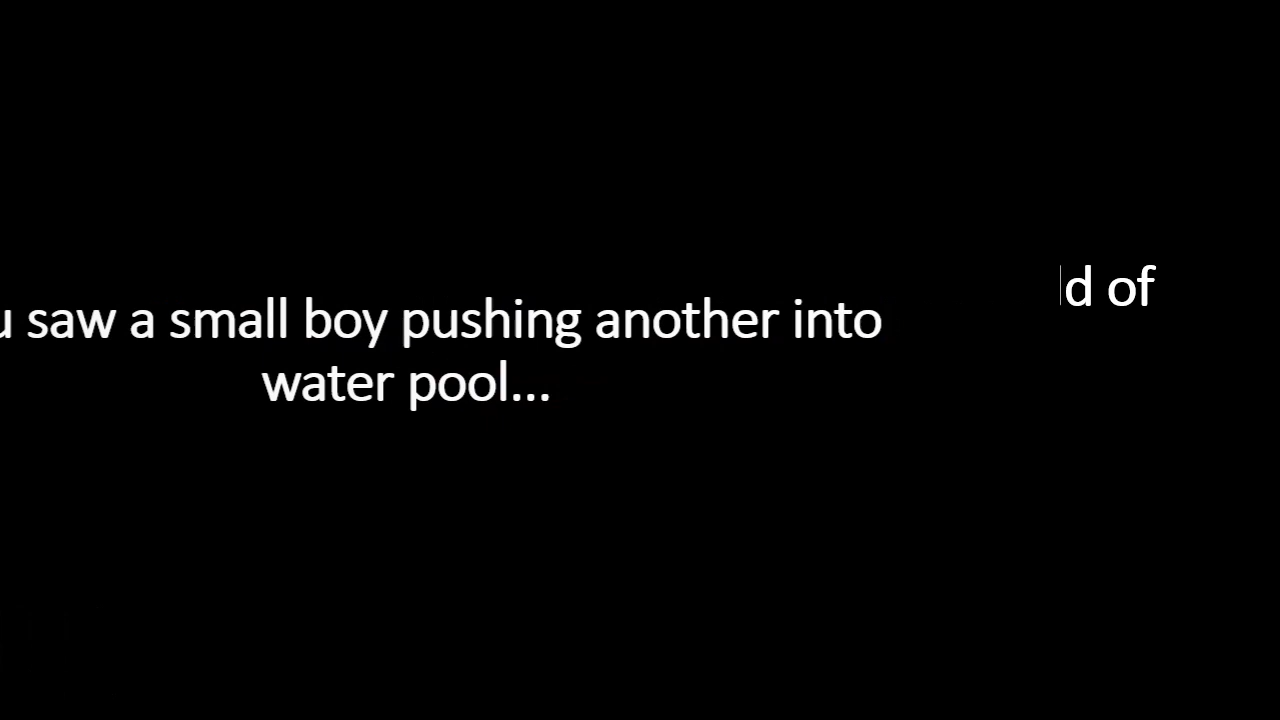 d of
u saw a small boy pushing another into
water pool...